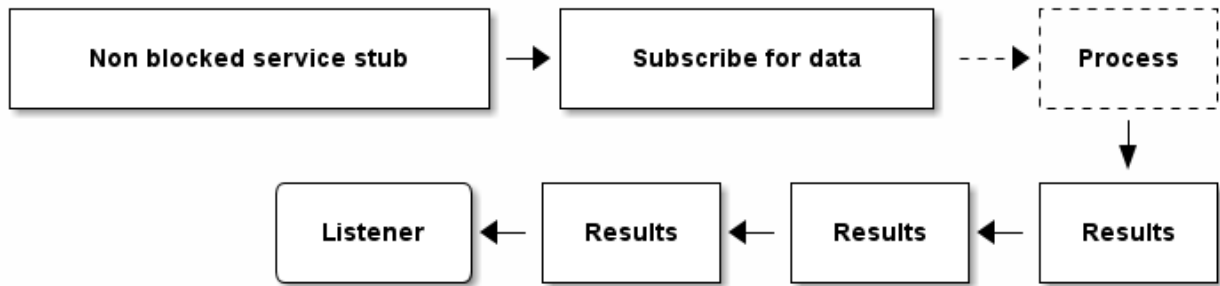 Non blocked service stub
Subscribe for data
Process
Listener
Results
Results
Results